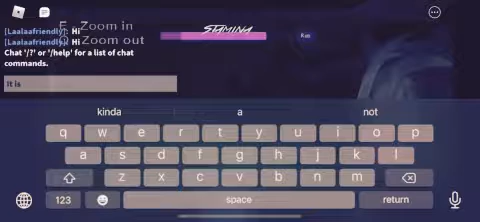 E Zoom in
STAMINA
[Laalaafriendly]: Hi
[Laalaafriendly]: Hi
Zoom out
Run
Chat '/?' or '/help' for a list of chat
commands.
It is
kinda a not
q w e r t y u i o p
a s d f g h j k l
z x c v b n m
123 space return